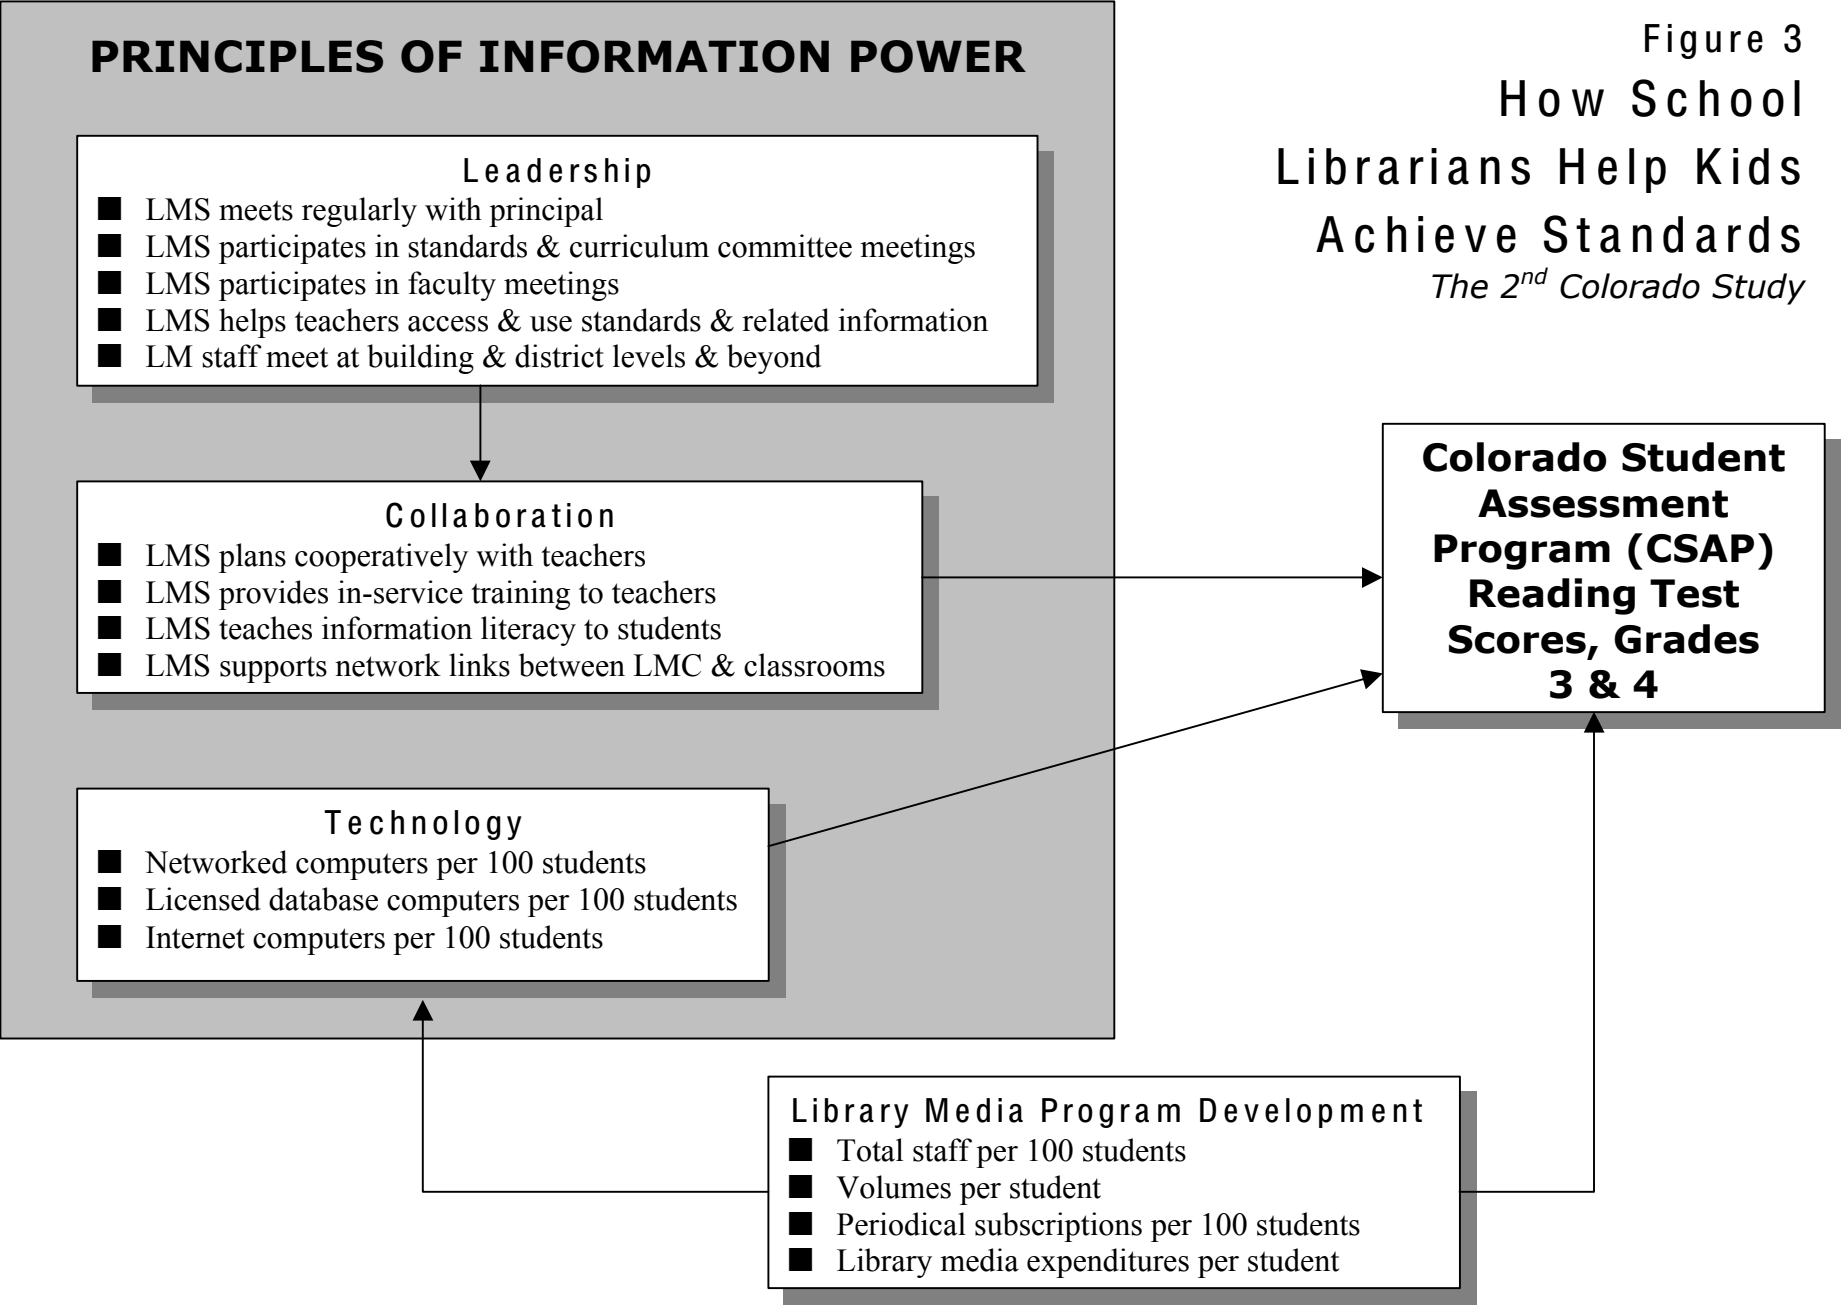 PRINCIPLES OF INFORMATION POWER
Figure 3
How School
Librarians Help Kids
Achieve Standards
The 2nd Colorado Study
Leadership
■ LMS meets regularly with principal
■ LMS participates in standards & curriculum committee meetings
■ LMS participates in faculty meetings
■ LMS helps teachers access & use standards & related information
■ LM staff meet at building & district levels & beyond
Collaboration
■ LMS plans cooperatively with teachers
■ LMS provides in-service training to teachers
■ LMS teaches information literacy to students
■ LMS supports network links between LMC & classrooms
Colorado Student
Assessment
Program (CSAP)
Reading Test
Scores, Grades
3 & 4
Technology
■ Networked computers per 100 students
■ Licensed database computers per 100 students
■ Internet computers per 100 students
Library Media Program Development
■ Total staff per 100 students
■ Volumes per student
■ Periodical subscriptions per 100 students
■ Library media expenditures per student